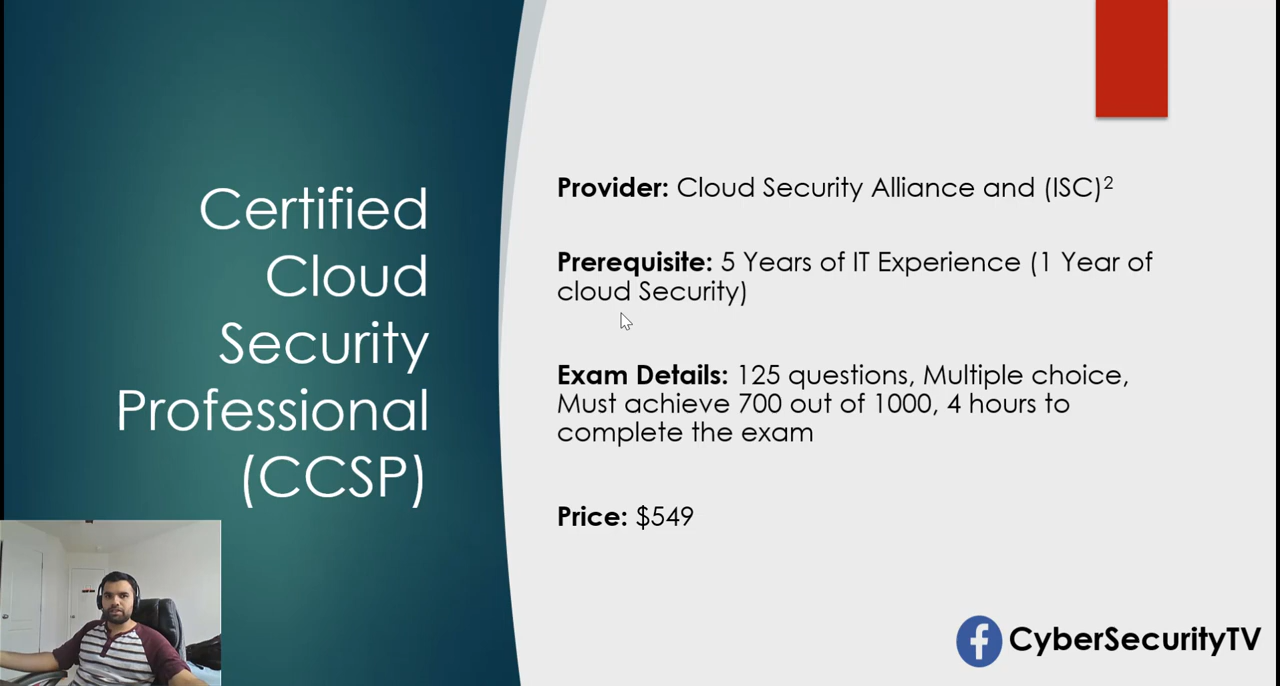 Certified
Cloud
Security
Professional
(CCSP)
Provider: Cloud Security Alliance and (ISC)²
Prerequisite: 5 Years of IT Experience (1 Year of
cloud Security)
Exam Details: 125 questions, Multiple choice,
Must achieve 700 out of 1000, 4 hours to
complete the exam
Price: $549
CyberSecurityTV